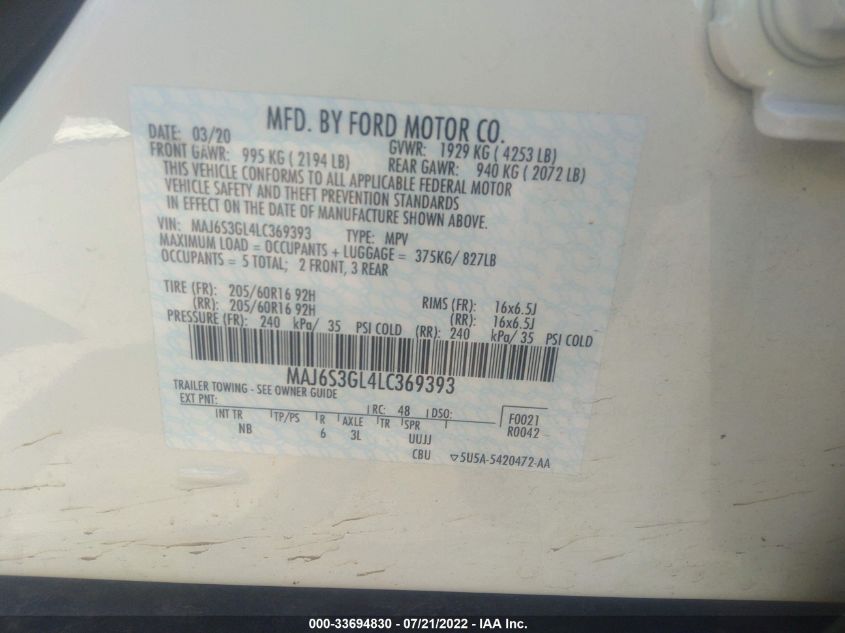 MFD. BY FORD MOTOR CO.
DATE: 03/20 GVWR: 1929 KG ( 4253 LB)
FRONT GAWR: 995 KG ( 2194 LB) REAR GAWR: 940 KG ( 2072 LB)
THIS VEHICLE CONFORMS TO ALL APPLICABLE FEDERAL MOTOR
VEHICLE SAFETY AND THEFT PREVENTION STANDARDS
IN EFFECT ON THE DATE OF MANUFACTURE SHOWN ABOVE.
VIN: MAJ6S3GL4LC369393 TYPE: MPV
MAXIMUM LOAD = OCCUPANTS + LUGGAGE = 375KG/ 827LB
OCCUPANTS = 5 TOTAL; 2 FRONT, 3 REAR
TIRE (FR): 205/60R16 92H RIMS (FR): 16x6.5J
(RR): 205/60R16 92H (RR): 16x6.5J
PRESSURE (FR): 240 kPa/ 35 PSI COLD (RR): 240 kPa/ 35 PSI COLD
MAJ6S3GL4LC369393
TRAILER TOWING - SEE OWNER GUIDE
EXT PNT: RC: 48 DSO: F0021
INT TR TP/PS R AXLE TR SPR R0042
NB 6 3L UUJJ
CBU ▽5U5A-5420472-AA
000-33694830 - 07/21/2022 - IAA Inc.